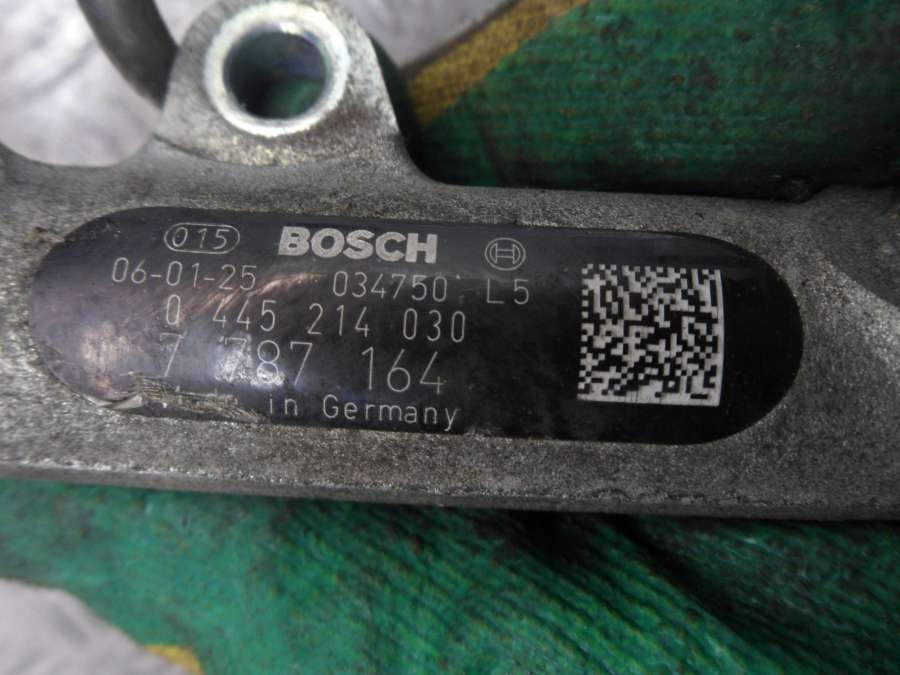 015 BOSCH
06-01-25 034750 L5
0 445 214 030
7 787 164
in Germany